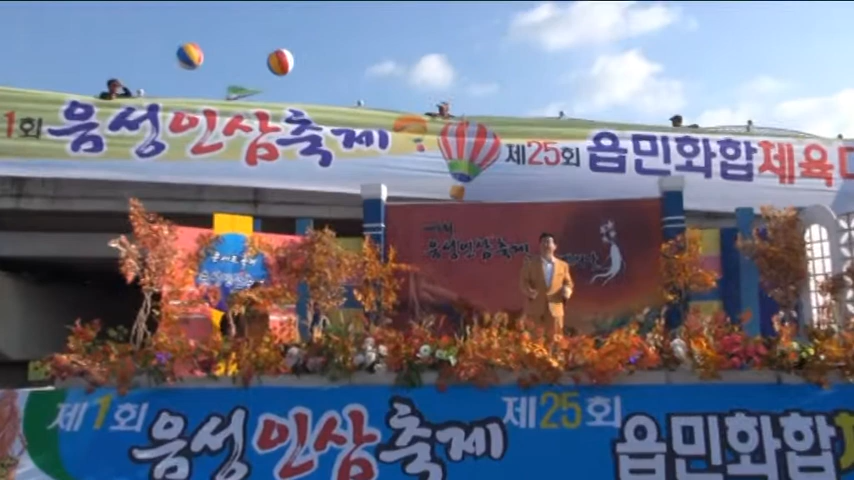 1회 음성인삼축제 제25회 읍민화합체육
음성인삼축제
제1회 음성인삼축제 제25회 읍민화합